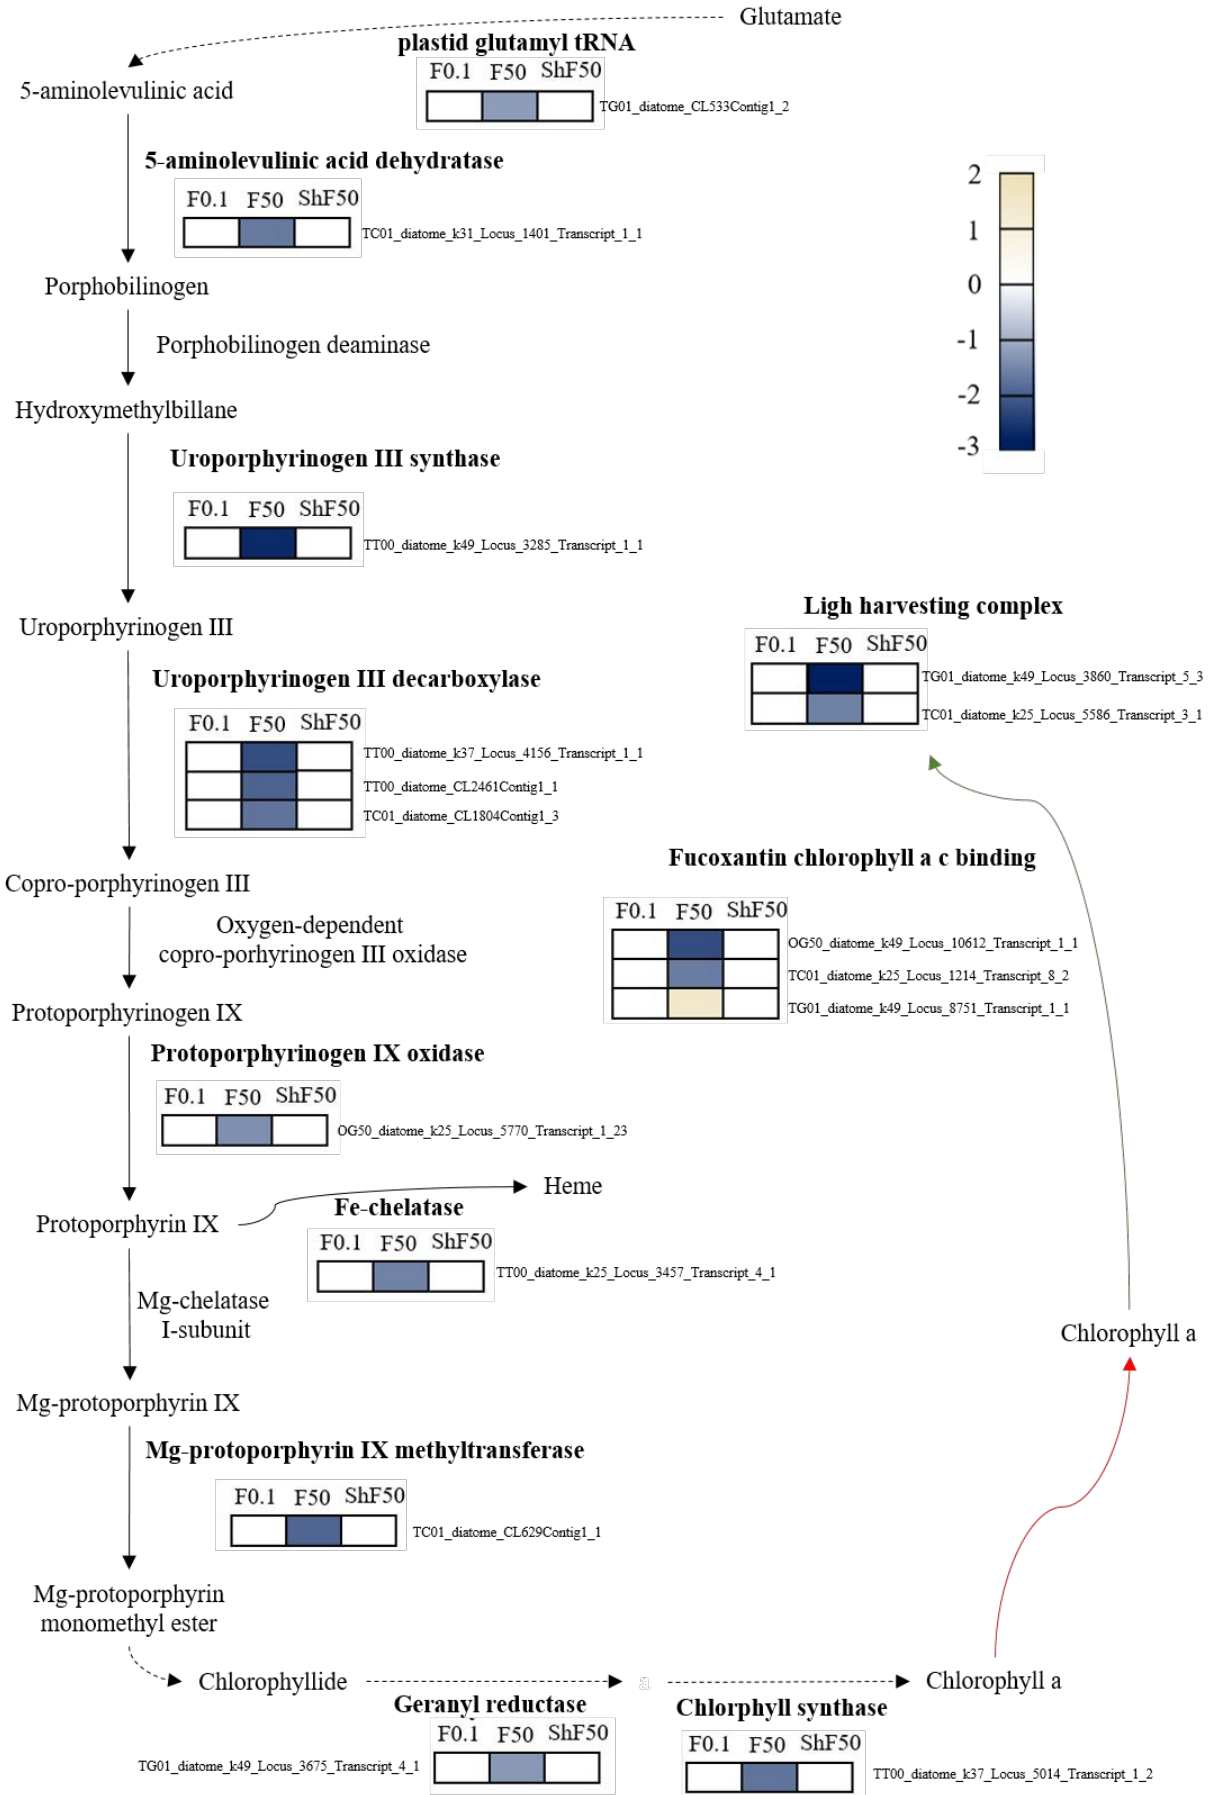 Glutamate
plastid glutamyl tRNA
F0.1 F50 ShF50
TG01_diatome_CL533Contig1_2
5-aminolevulinic acid
5-aminolevulinic acid dehydratase
F0.1 F50 ShF50
TC01_diatome_k31_Locus_1401_Transcript_1_1
2
1
0
-1
-2
-3
Porphobilinogen
Porphobilinogen deaminase
Hydroxymethylbillane
Uroporphyrinogen III synthase
F0.1 F50 ShF50
TT00_diatome_k49_Locus_3285_Transcript_1_1
Uroporphyrinogen III
Uroporphyrinogen III decarboxylase
F0.1 F50 ShF50
TT00_diatome_k37_Locus_4156_Transcript_1_1
TT00_diatome_CL2461Contig1_1
TC01_diatome_CL1804Contig1_3
Ligh harvesting complex
F0.1 F50 ShF50
TG01_diatome_k49_Locus_3860_Transcript_5_3
TC01_diatome_k25_Locus_5586_Transcript_3_1
Copro-porphyrinogen III
Oxygen-dependent
copro-porhyrinogen III oxidase
Fucoxantin chlorophyll a c binding
F0.1 F50 ShF50
OG50_diatome_k49_Locus_10612_Transcript_1_1
TC01_diatome_k25_Locus_1214_Transcript_8_2
TG01_diatome_k49_Locus_8751_Transcript_1_1
Protoporphyrinogen IX
Protoporphyrinogen IX oxidase
F0.1 F50 ShF50
OG50_diatome_k25_Locus_5770_Transcript_1_23
Heme
Protoporphyrin IX
Fe-chelatase
F0.1 F50 ShF50
TT00_diatome_k25_Locus_3457_Transcript_4_1
Mg-chelatase
I-subunit
Chlorophyll a
Mg-protoporphyrin IX
Mg-protoporphyrin IX methyltransferase
F0.1 F50 ShF50
TC01_diatome_CL629Contig1_1
Mg-protoporphyrin
monomethyl ester
Chlorophyllide
a
Chlorophyll a
Geranyl reductase
F0.1 F50 ShF50
TG01_diatome_k49_Locus_3675_Transcript_4_1
Chlorphyll synthase
F0.1 F50 ShF50
TT00_diatome_k37_Locus_5014_Transcript_1_2